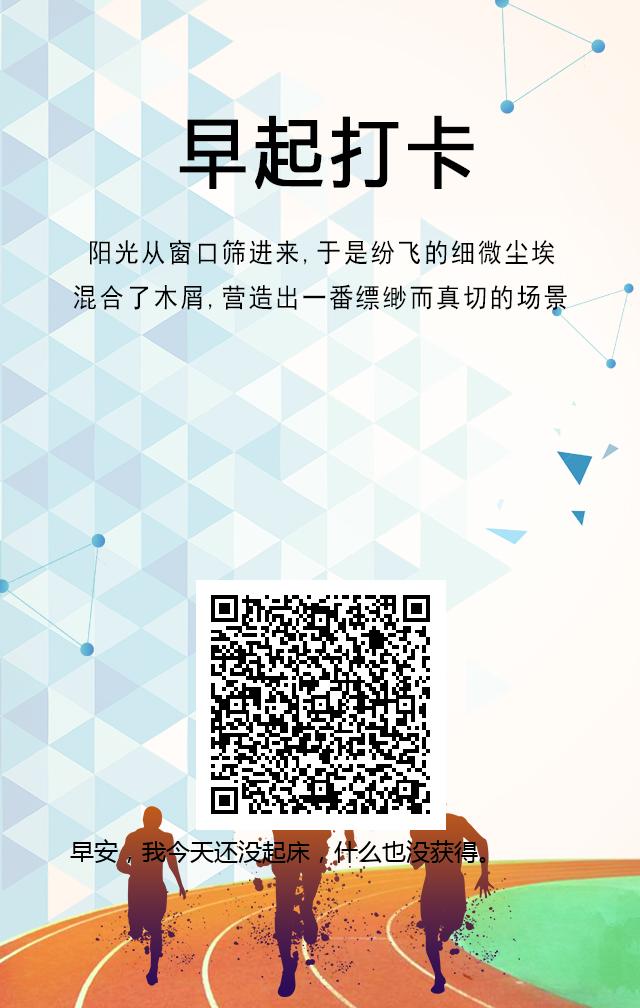 早起打卡
阳光从窗口筛进来, 于是纷飞的细微尘埃
混合了木屑, 营造出一番缥缈而真切的场景
早安，我今天还没起床，什么也没获得。